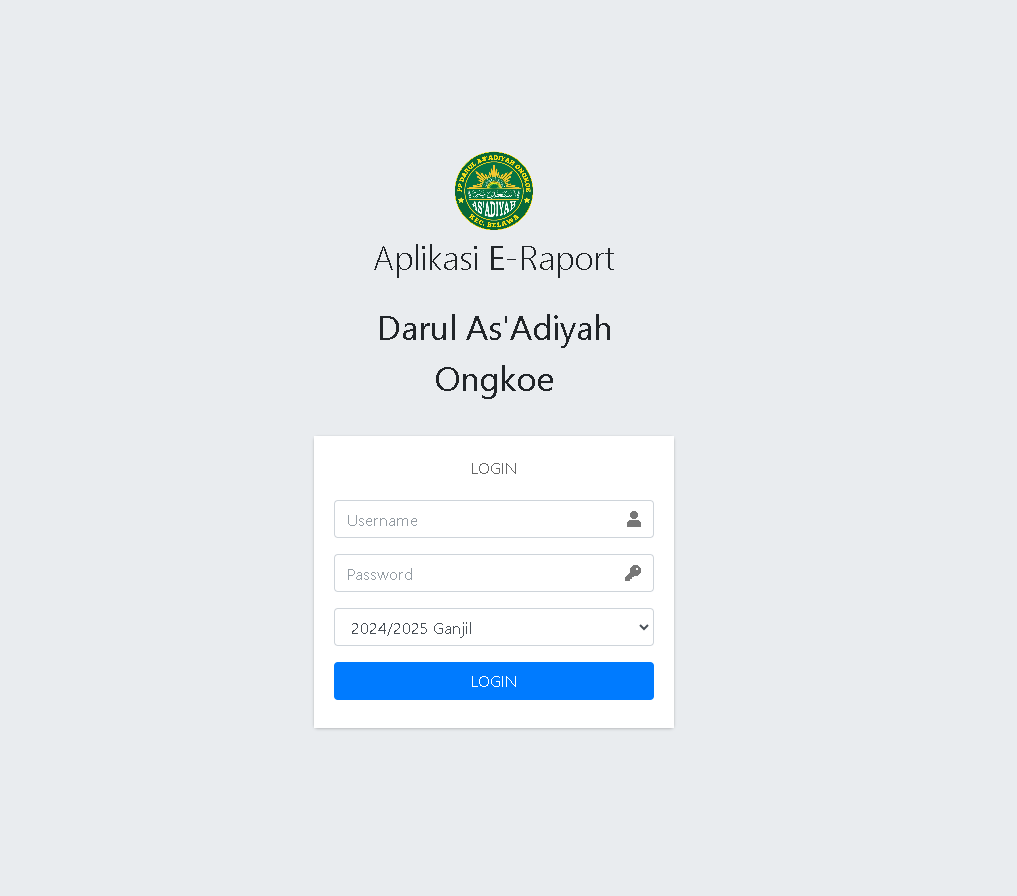 PP DARUL AS'ADIYAH ONGKOE
AS'ADIYAH
KEC. BELAWA
Aplikasi E-Raport
Darul As'Adiyah
Ongkoe
LOGIN
Username
Password
2024/2025 Ganjil
LOGIN